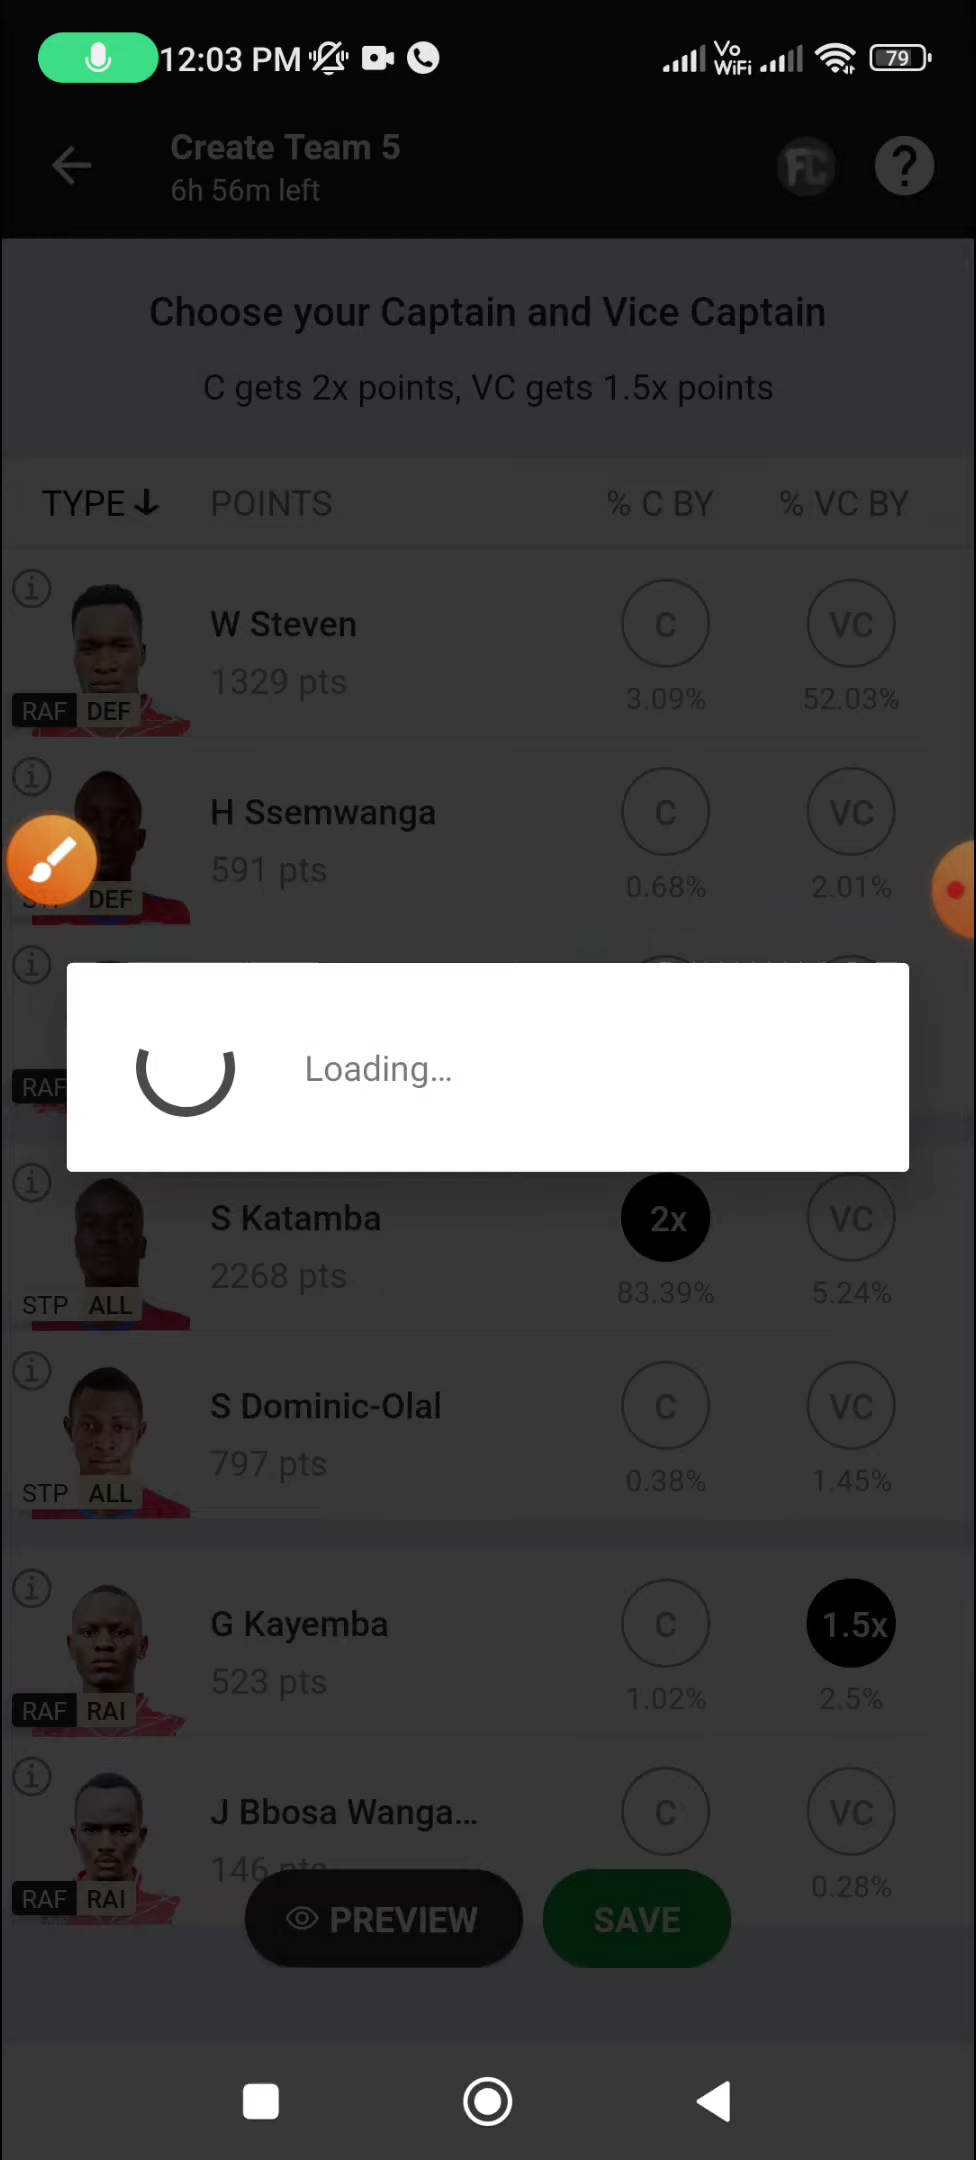 12:03 PM
Vo
WiFi
79
Create Team 5
6h 56m left
FC
?
Choose your Captain and Vice Captain
C gets 2x points, VC gets 1.5x points
TYPE POINTS % C BY % VC BY
W Steven
1329 pts
RAF DEF
C
3.09%
VC
52.03%
H Ssemwanga
591 pts
DEF
C
0.68%
VC
2.01%
RAF
Loading...
S Katamba
2268 pts
STP ALL
2x
83.39%
VC
5.24%
S Dominic-Olal
797 pts
STP ALL
C
0.38%
VC
1.45%
G Kayemba
523 pts
RAF RAI
C
1.02%
1.5x
2.5%
J Bbosa Wanga...
146 pts
RAF RAI
C
VC
0.28%
PREVIEW
SAVE